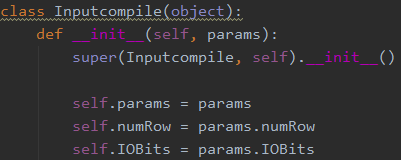 class Inputcompile(object):
    def __init__(self, params):
        super(Inputcompile, self).__init__()

        self.params = params
        self.numRow = params.numRow
        self.IOBits = params.IOBits